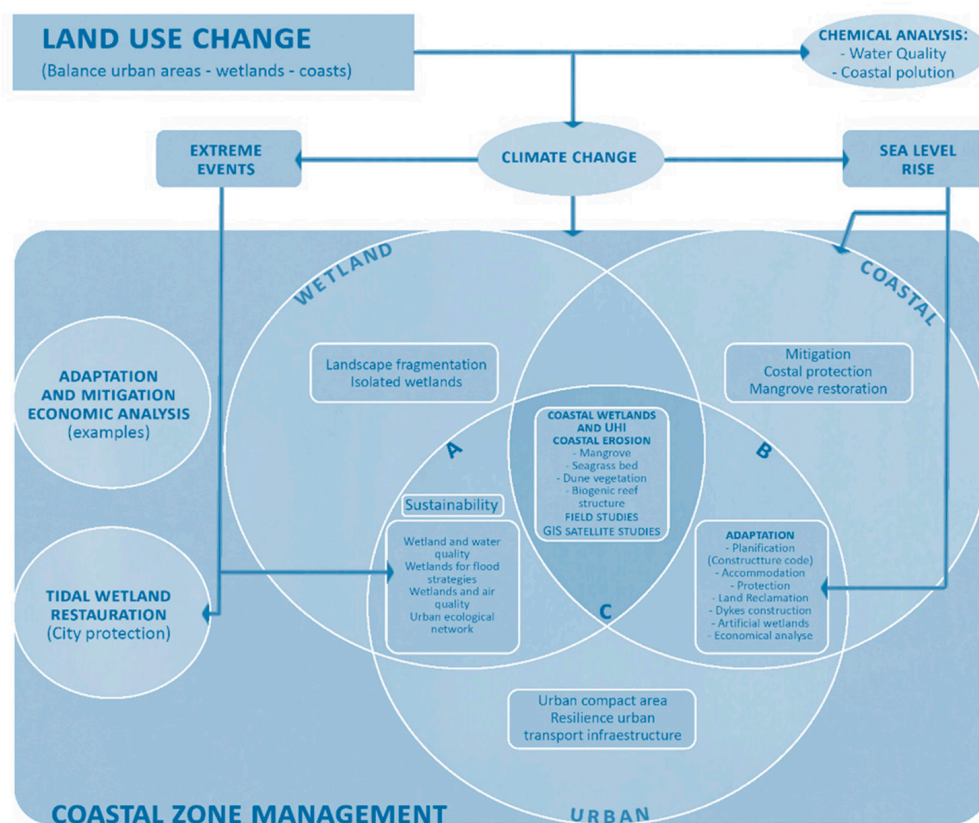 LAND USE CHANGE
(Balance urban areas - wetlands - coasts)
CHEMICAL ANALYSIS:
- Water Quality
- Coastal polution
EXTREME
EVENTS
CLIMATE CHANGE
SEA LEVEL
RISE
WETLAND
COASTAL
Landscape fragmentation
Isolated wetlands
Mitigation
Costal protection
Mangrove restoration
ADAPTATION
AND MITIGATION
ECONOMIC ANALYSIS
(examples)
A
B
COASTAL WETLANDS
AND UHI
COASTAL EROSION
- Mangrove
- Seagrass bed
- Dune vegetation
- Biogenic reef
structure
FIELD STUDIES
GIS SATELLITE STUDIES
Sustainability
Wetland and water
quality
Wetlands for flood
strategies
Wetlands and air
quality
Urban ecological
network
ADAPTATION
- Planification
(Constructture code)
- Accommodation
- Protection
- Land Reclamation
- Dykes construction
- Artificial wetlands
- Economical analyse
TIDAL WETLAND
RESTAURATION
(City protection)
C
Urban compact area
Resilience urban
transport infraestructure
URBAN
COASTAL ZONE MANAGEMENT